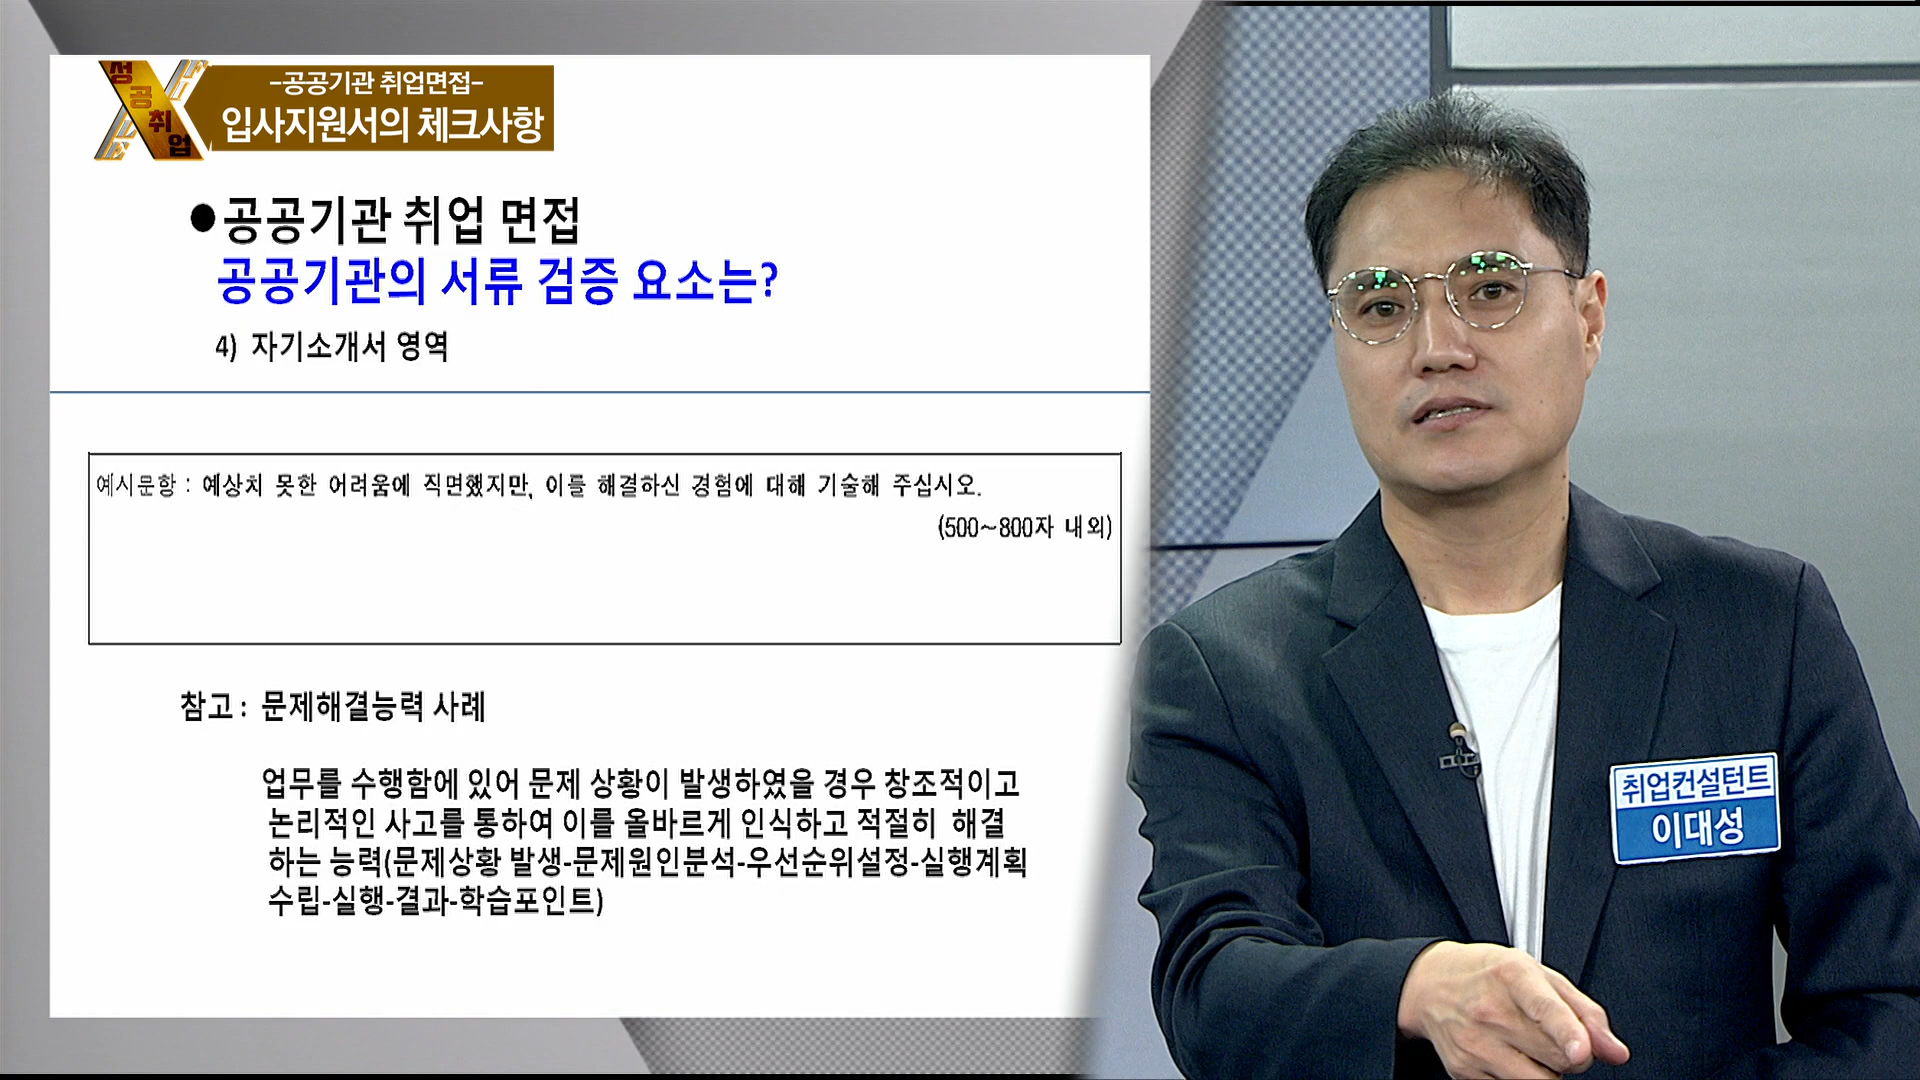 성공취업
X FILE
-공공기관 취업면접-
입사지원서의 체크사항
●공공기관 취업 면접
공공기관의 서류 검증 요소는?
4) 자기소개서 영역
예시문항 : 예상치 못한 어려움에 직면했지만, 이를 해결하신 경험에 대해 기술해 주십시오.
(500~800자 내외)
참고 : 문제해결능력 사례
업무를 수행함에 있어 문제 상황이 발생하였을 경우 창조적이고
논리적인 사고를 통하여 이를 올바르게 인식하고 적절히 해결
하는 능력(문제상황 발생-문제원인분석-우선순위설정-실행계획
수립-실행-결과-학습포인트)
취업컨설턴트
이대성